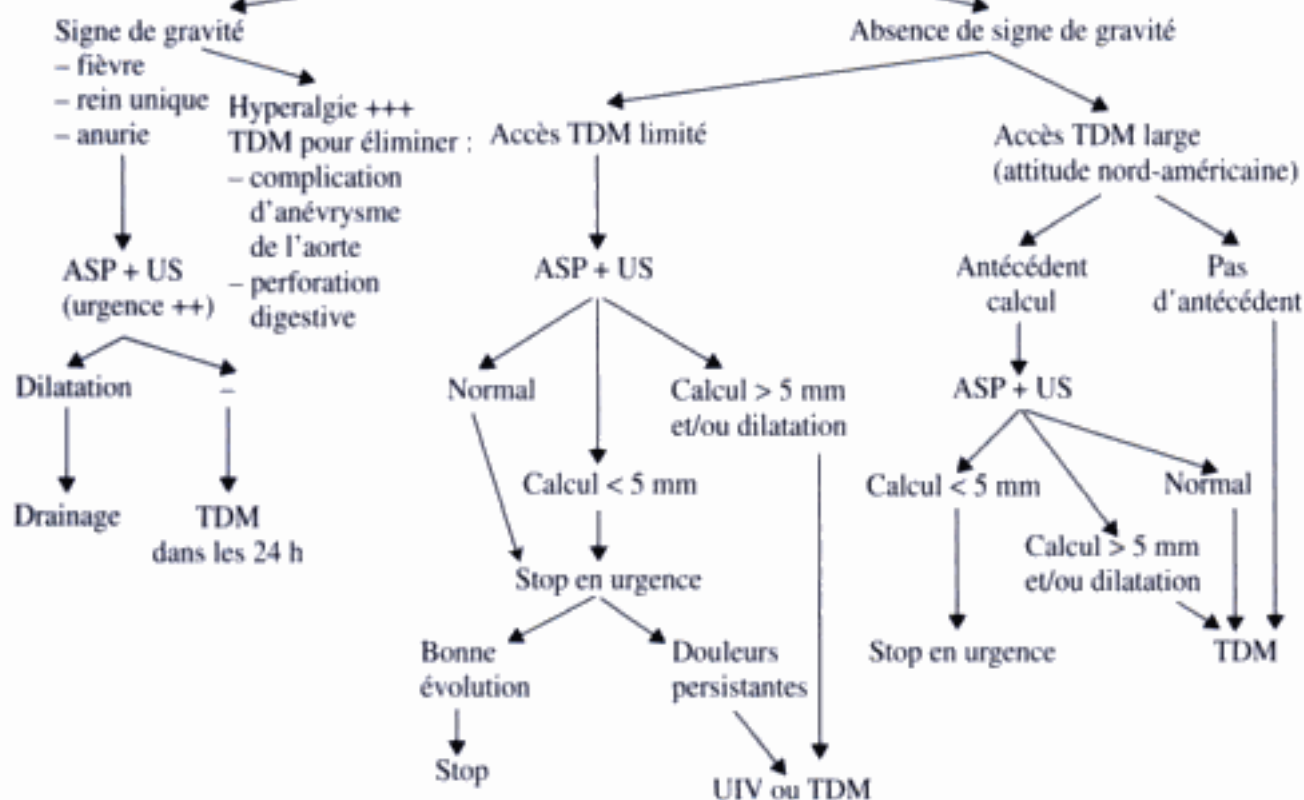 Signe de gravité
– fièvre
– rein unique
– anurie
Hyperalgie +++
TDM pour éliminer :
– complication
d'anévrysme
de l'aorte
– perforation
digestive
ASP + US
(urgence ++)
Dilatation
–
Drainage
TDM
dans les 24 h
Absence de signe de gravité
Accès TDM limité
ASP + US
Normal
Calcul > 5 mm
et/ou dilatation
Calcul < 5 mm
Stop en urgence
Bonne
évolution
Douleurs
persistantes
Stop
UIV ou TDM
Accès TDM large
(attitude nord-américaine)
Antécédent
calcul
Pas
d'antécédent
ASP + US
Calcul < 5 mm
Normal
Calcul > 5 mm
et/ou dilatation
Stop en urgence
TDM